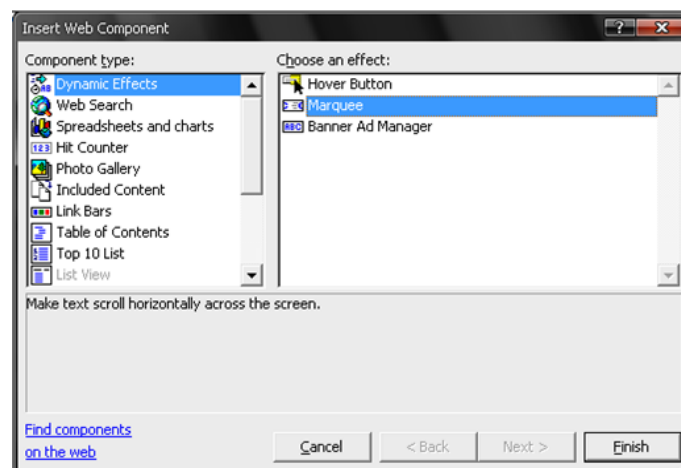 Insert Web Component
Component type:
Dynamic Effects
Web Search
Spreadsheets and charts
123 Hit Counter
Photo Gallery
Included Content
Link Bars
Table of Contents
Top 10 List
List View
Choose an effect:
Hover Button
Marquee
ABC Banner Ad Manager
Make text scroll horizontally across the screen.
Find components
on the web
Cancel
< Back
Next >
Finish